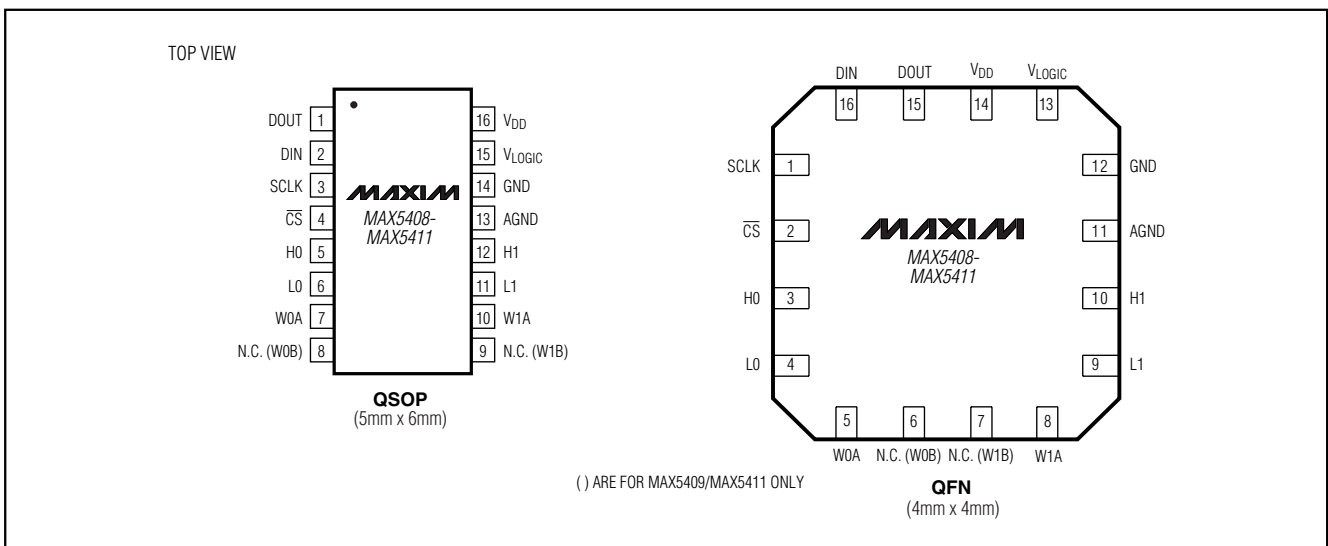 TOP VIEW
DOUT 1
DIN 2
SCLK 3
CS 4
H0 5
L0 6
W0A 7
N.C. (W0B) 8
16 VDD
15 VLOGIC
14 GND
13 AGND
12 H1
11 L1
10 W1A
9 N.C. (W1B)
MAXIM
MAX5408-
MAX5411
QSOP
(5mm x 6mm)
DIN DOUT VDD VLOGIC
16 15 14 13
SCLK 1
CS 2
H0 3
L0 4
12 GND
11 AGND
10 H1
9 L1
MAXIM
MAX5408-
MAX5411
5 6 7 8
W0A N.C. (W0B) N.C. (W1B) W1A
QFN
(4mm x 4mm)
( ) ARE FOR MAX5409/MAX5411 ONLY